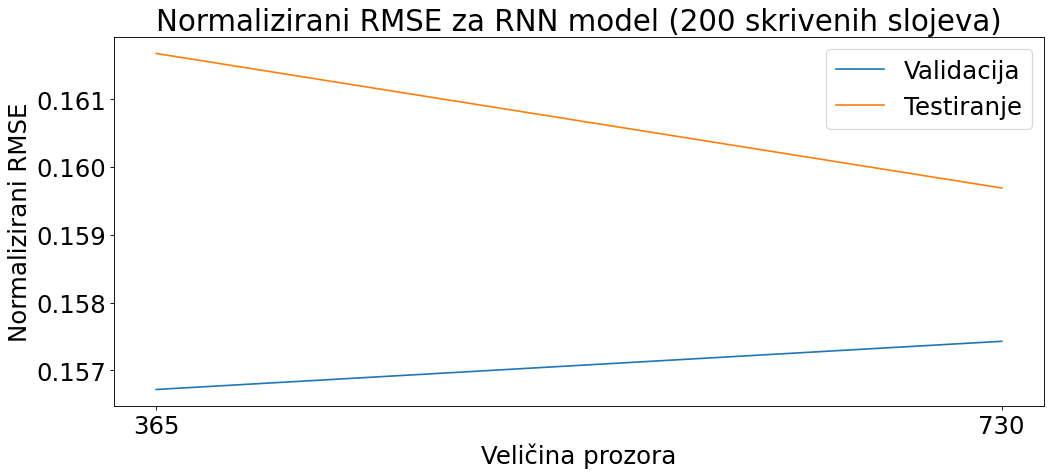 Normalizirani RMSE za RNN model (200 skrivenih slojeva)
Validacija
Testiranje
Normalizirani RMSE
0.161
0.160
0.159
0.158
0.157
365
730
Veličina prozora